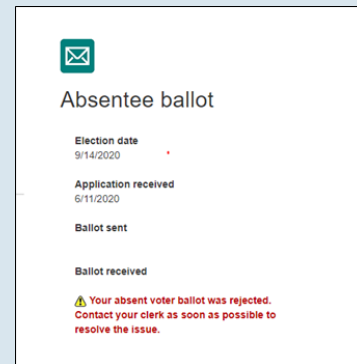 Absentee ballot
Election date
9/14/2020 *
Application received
6/11/2020
Ballot sent
Ballot received
Your absent voter ballot was rejected.
Contact your clerk as soon as possible to
resolve the issue.